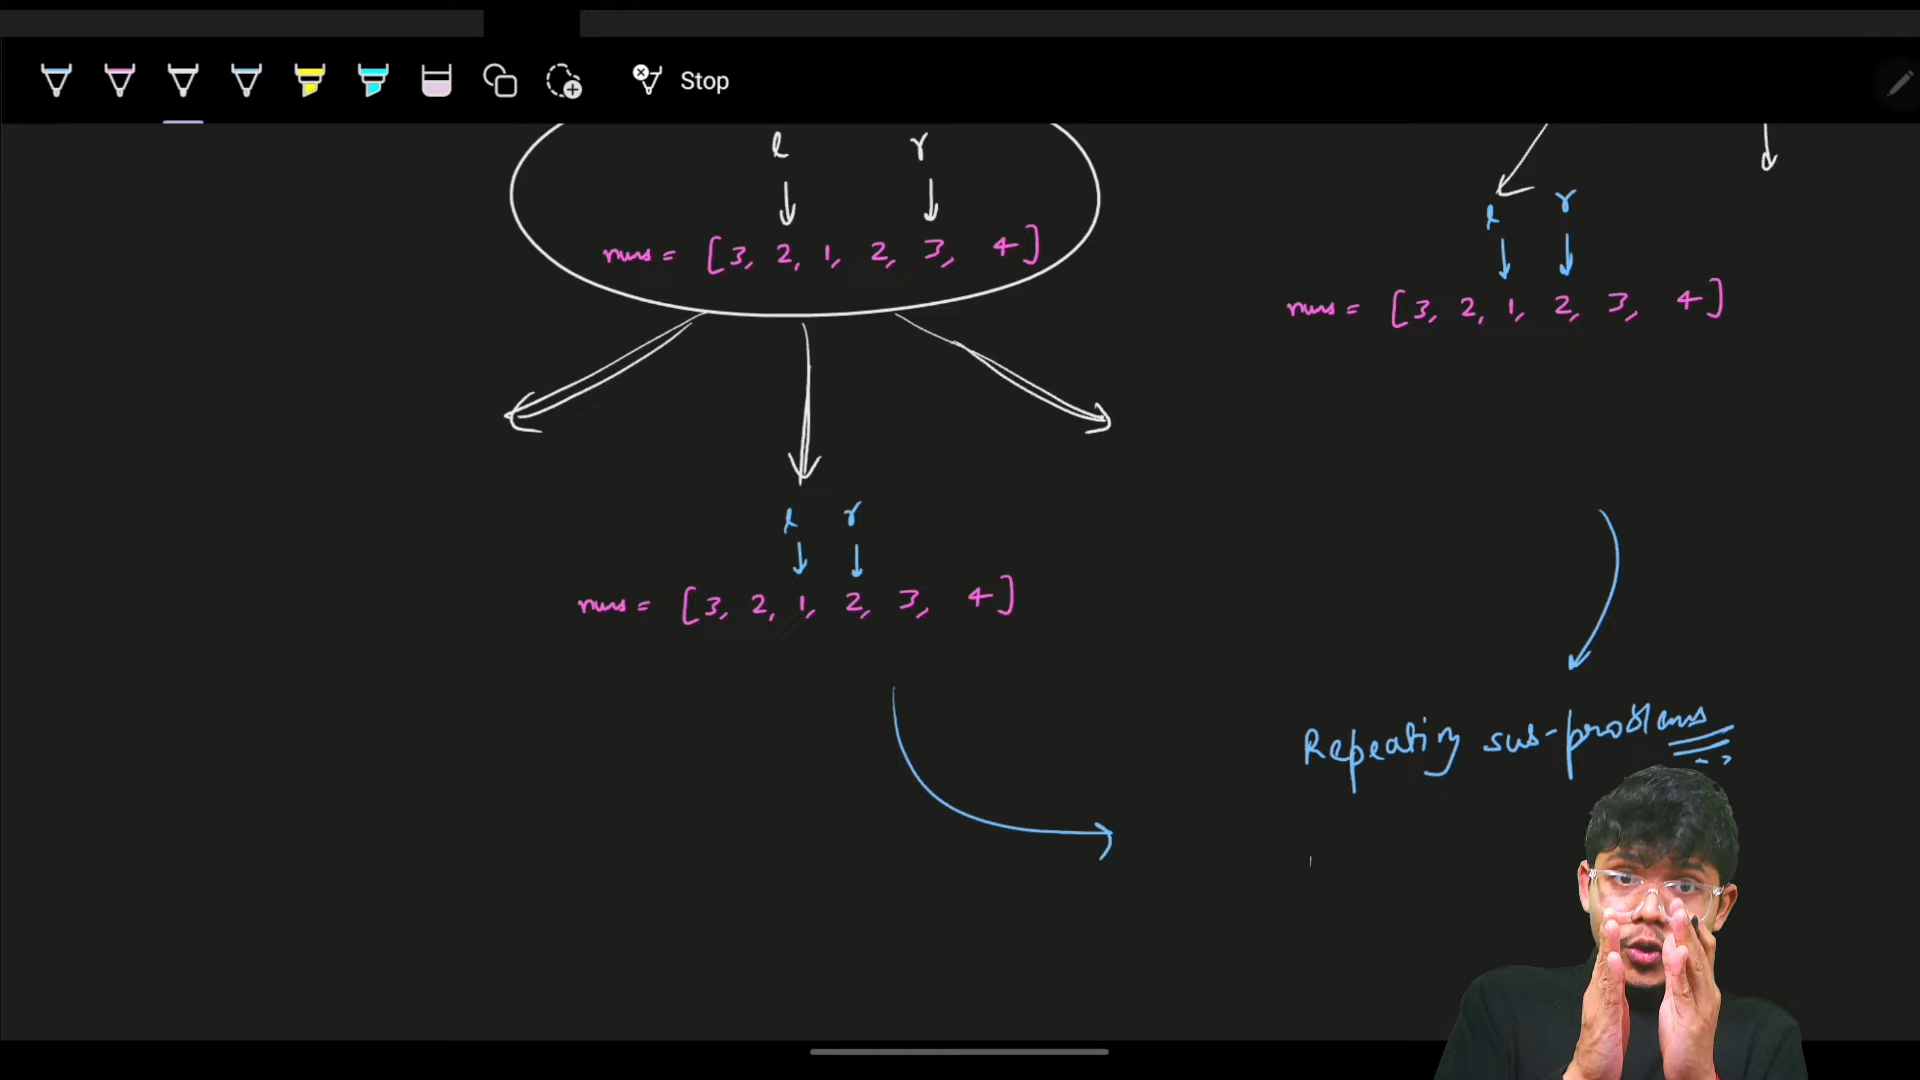 Stop
l r
nums = [3, 2, 1, 2, 3, 4]
l r
nums = [3, 2, 1, 2, 3, 4]
l r
nums = [3, 2, 1, 2, 3, 4]
Repeating sub-problems